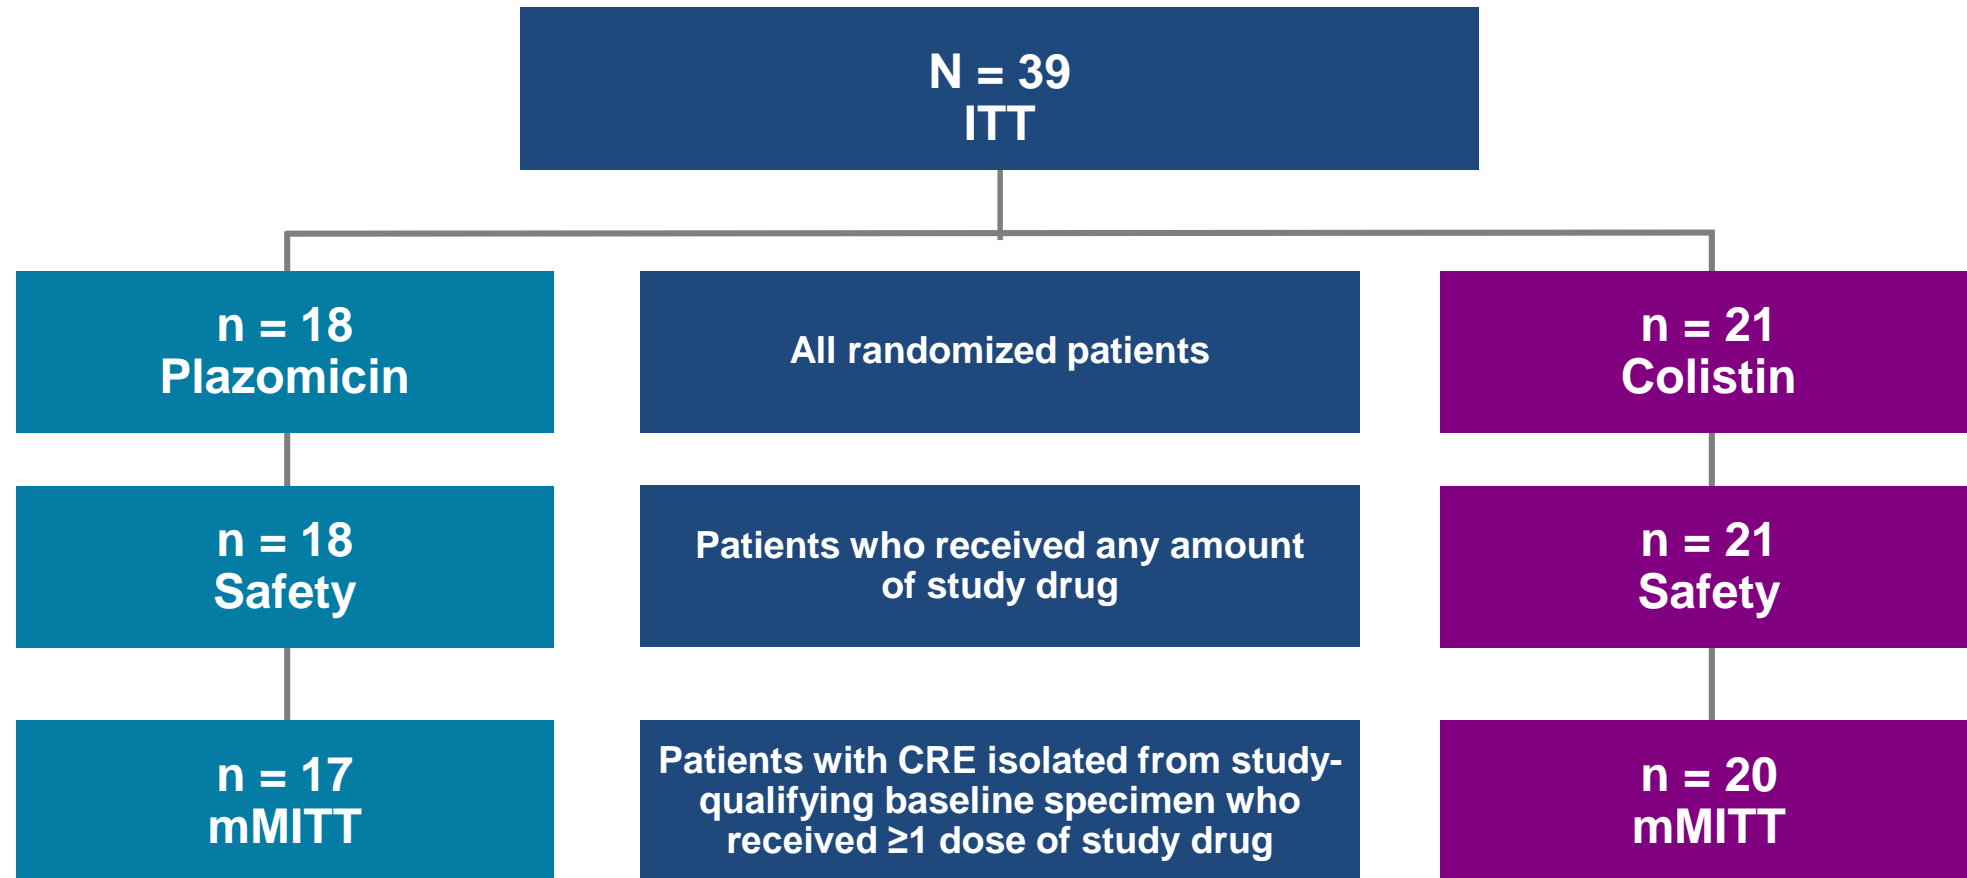 N = 39
ITT
n = 18
Plazomicin
All randomized patients
n = 21
Colistin
n = 18
Safety
Patients who received any amount
of study drug
n = 21
Safety
n = 17
mMITT
Patients with CRE isolated from study-
qualifying baseline specimen who
received ≥1 dose of study drug
n = 20
mMITT